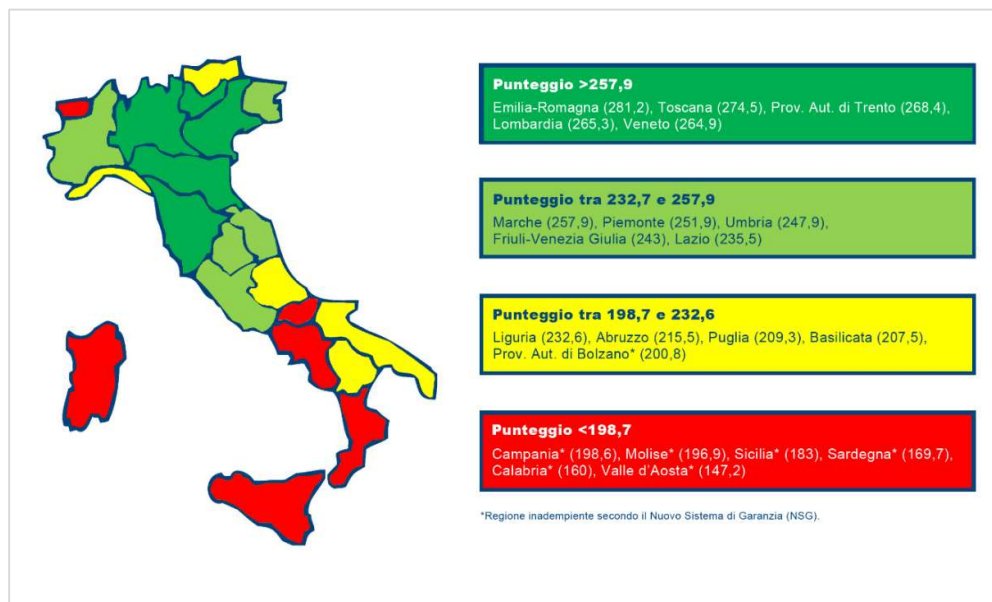 Punteggio >257,9
Emilia-Romagna (281,2), Toscana (274,5), Prov. Aut. di Trento (268,4),
Lombardia (265,3), Veneto (264,9)
Punteggio tra 232,7 e 257,9
Marche (257,9), Piemonte (251,9), Umbria (247,9),
Friuli-Venezia Giulia (243), Lazio (235,5)
Punteggio tra 198,7 e 232,6
Liguria (232,6), Abruzzo (215,5), Puglia (209,3), Basilicata (207,5),
Prov. Aut. di Bolzano* (200,8)
Punteggio <198,7
Campania* (198,6), Molise* (196,9), Sicilia* (183), Sardegna* (169,7),
Calabria* (160), Valle d’Aosta* (147,2)
*Regione inadempiente secondo il Nuovo Sistema di Garanzia (NSG).